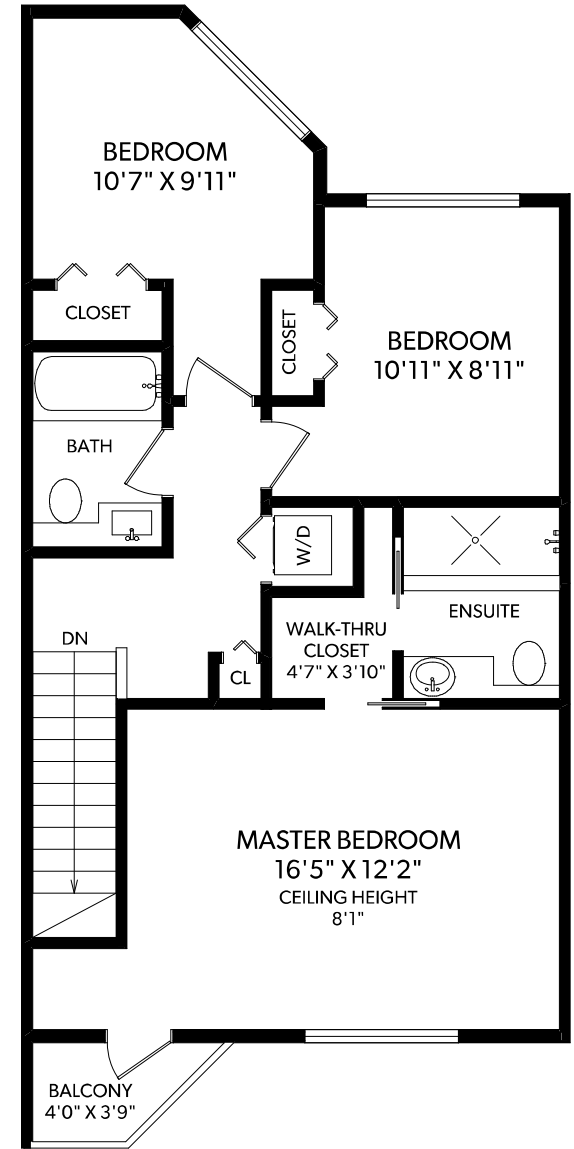 BEDROOM
10'7" X 9'11"
CLOSET
CLOSET
BEDROOM
10'11" X 8'11"
BATH
W/D
ENSUITE
WALK-THRU
CLOSET
4'7" X 3'10"
DN
CL
MASTER BEDROOM
16'5" X 12'2"
CEILING HEIGHT
8'1"
BALCONY
4'0" X 3'9"